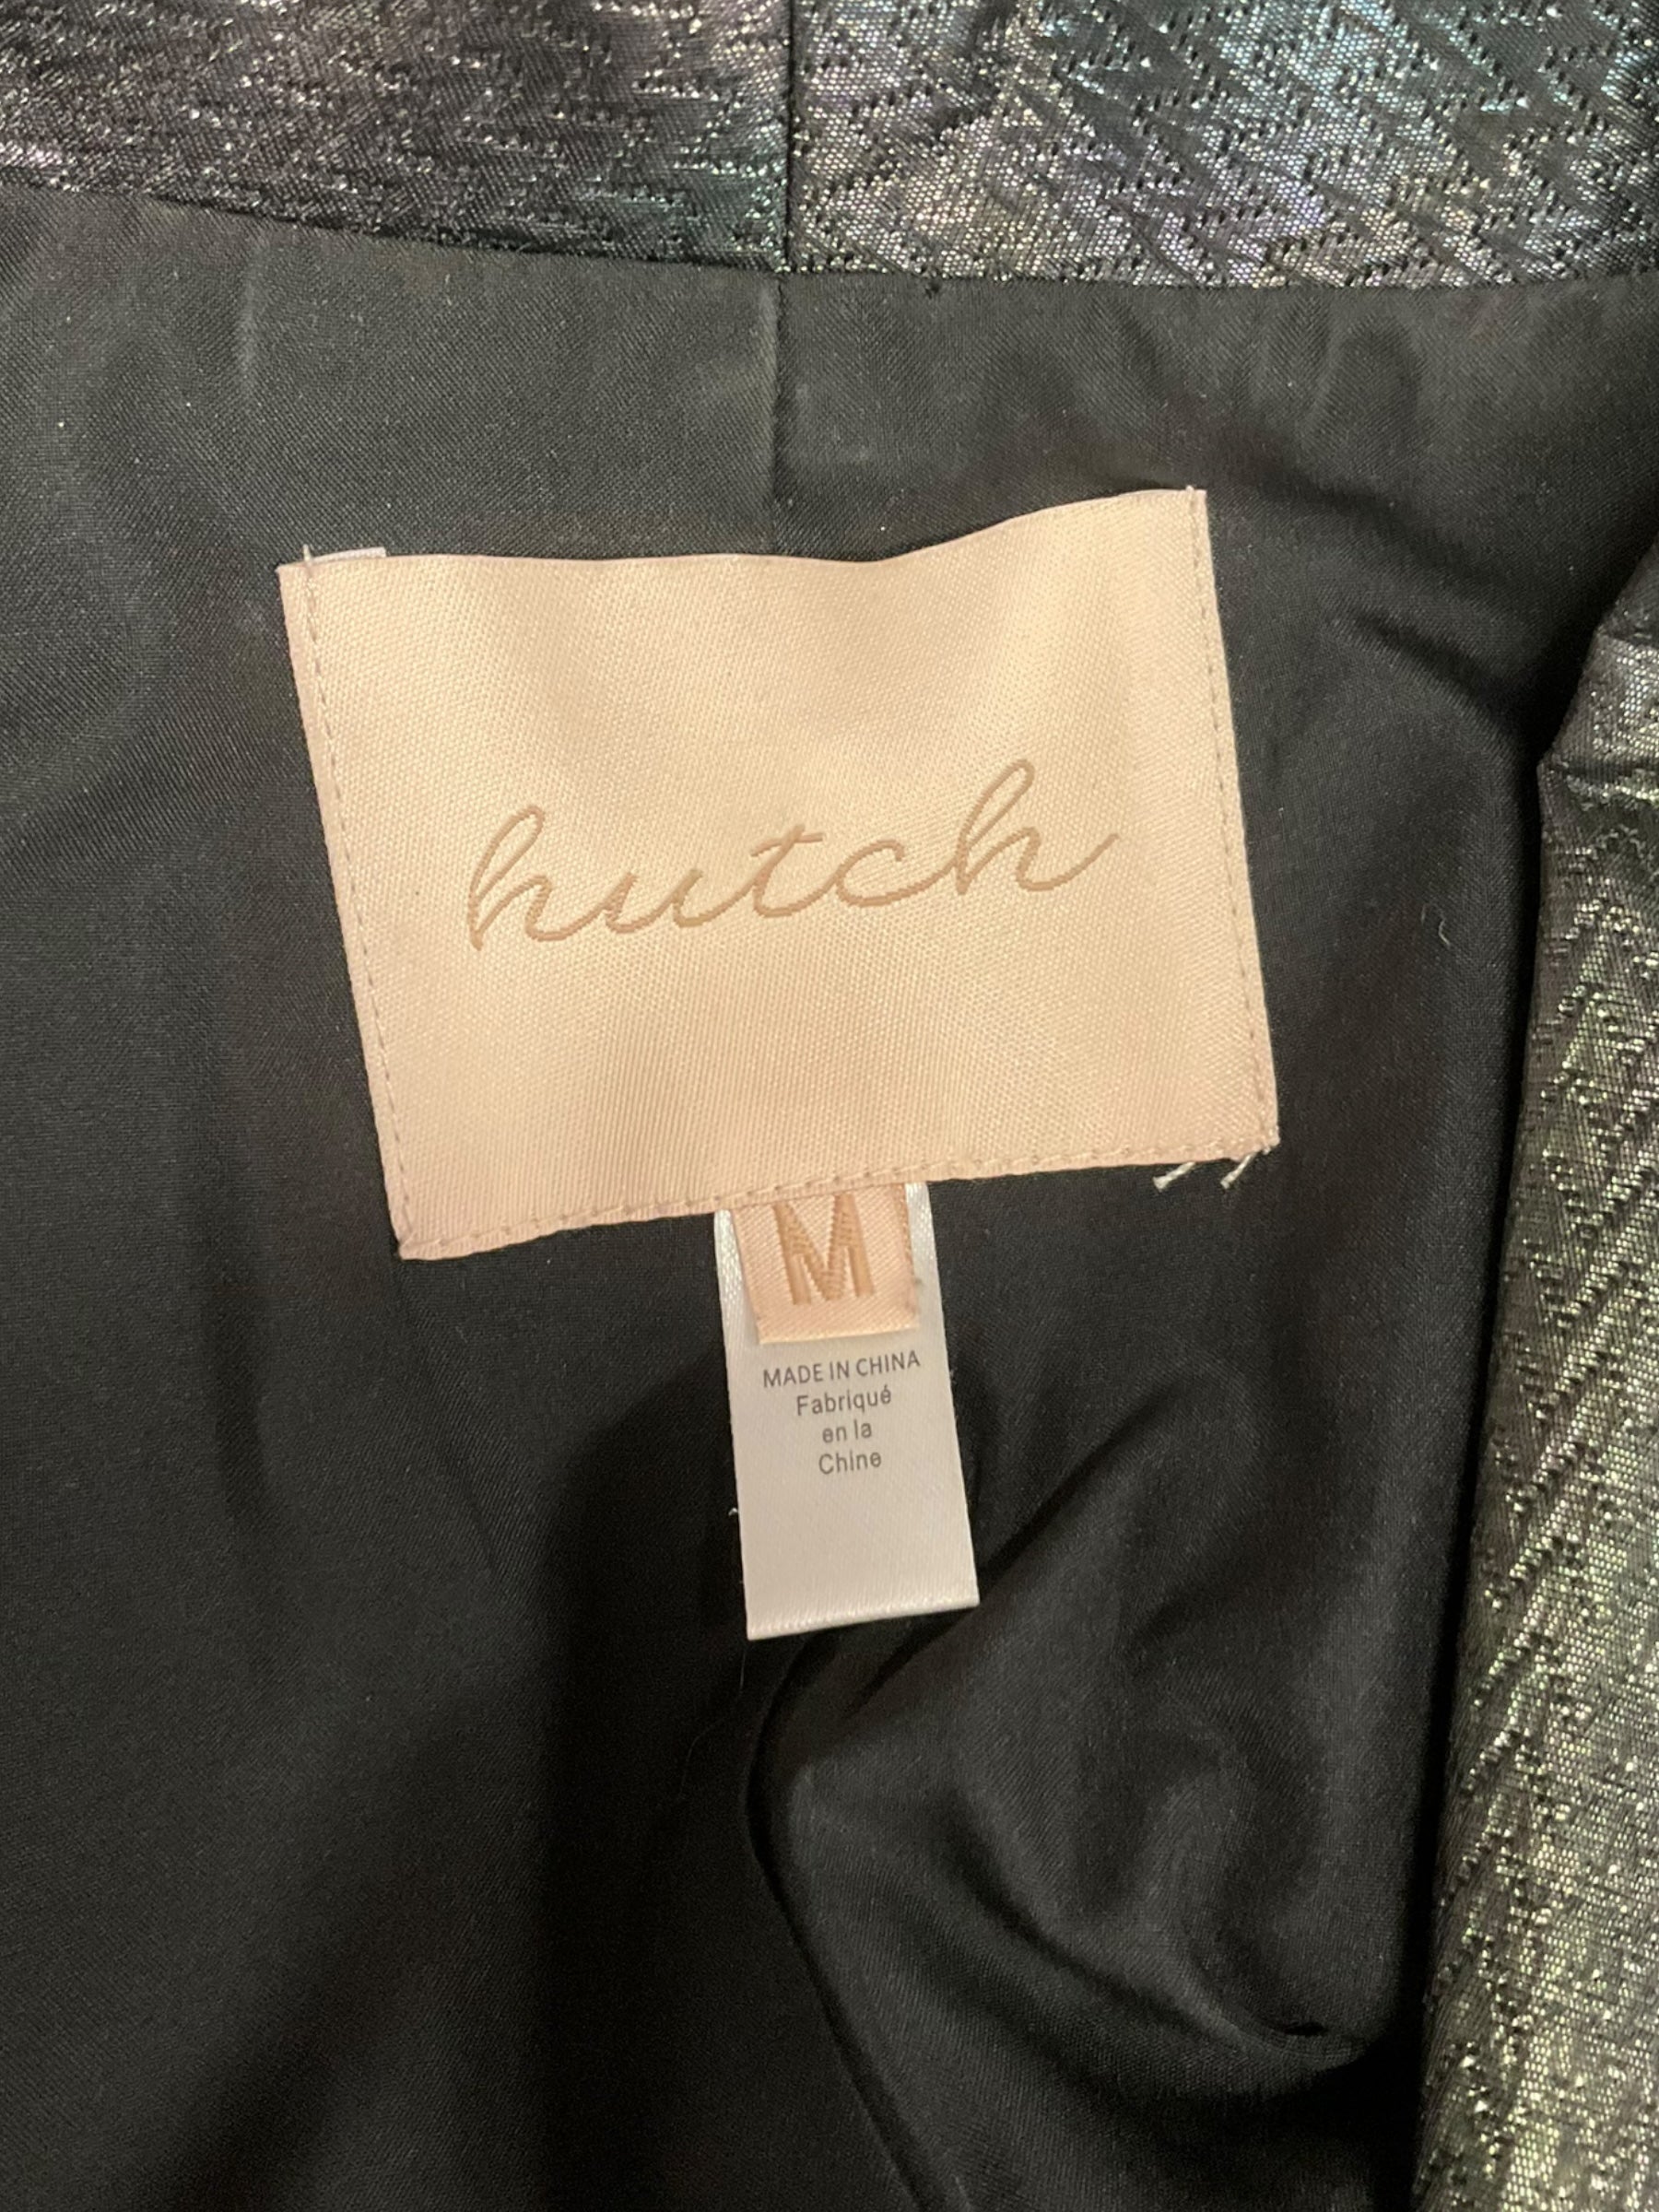 hutch
M
MADE IN CHINA
Fabriqué
en la
Chine